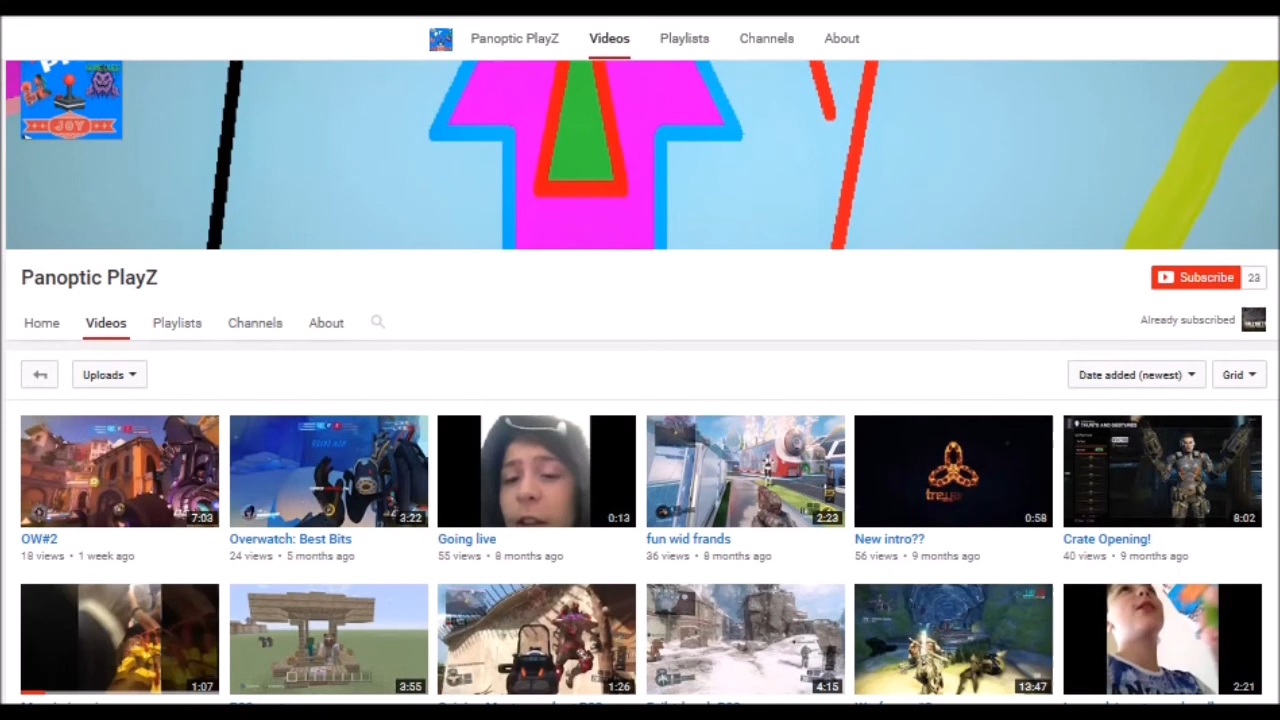 Panoptic PlayZ Videos Playlists Channels About
JOY
Panoptic PlayZ
Subscribe 23
Home Videos Playlists Channels About
Already subscribed
Uploads
Date added (newest) Grid
7:03 3:22 0:13 2:23 0:58 8:02
OW#2 Overwatch: Best Bits Going live fun wid frands New intro?? Crate Opening!
18 views • 1 week ago 24 views • 5 months ago 55 views • 8 months ago 36 views • 8 months ago 56 views • 9 months ago 40 views • 9 months ago
1:07 3:55 1:26 4:15 13:47 2:21